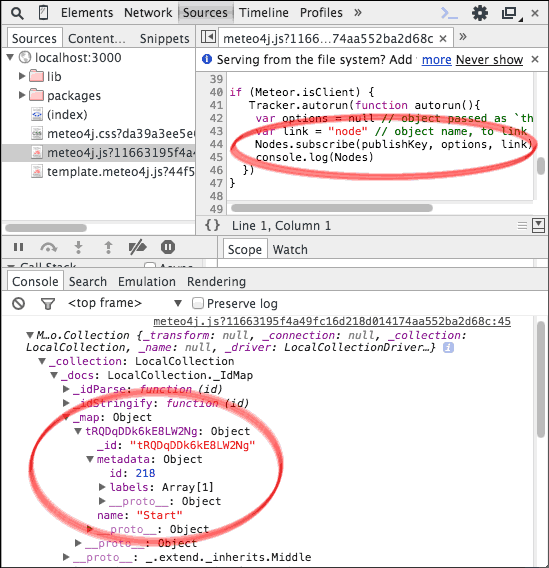 Elements Network Sources Timeline Profiles »
Sources Content… Snippets
meteo4j.js?1166…74aa552ba2d68c × »
localhost:3000
lib
packages
(index)
meteo4j.css?da39a3ee5e6
meteo4j.js?11663195f4a4
template.meteo4j.js?44f5
Serving from the file system? Add more Never show ×
39
40 if (Meteor.isClient) {
41 Tracker.autorun(function autorun(){
42 var options = null // object passed as `th
43 var link = "node" // object name, to link
44 Nodes.subscribe(publishKey, options, link)
45 console.log(Nodes)
46 })
47 }
48
49
{} Line 1, Column 1
Scope Watch
Call Stack Async
Console Search Emulation Rendering
<top frame> ▼ Preserve log
meteo4j.js?11663195f4a49fc16d218d014174aa552ba2d68c:45
▼M…o.Collection {_transform: null, _connection: null, _collection:
LocalCollection, _name: null, _driver: LocalCollectionDriver…} i
▼_collection: LocalCollection
▼_docs: LocalCollection._IdMap
▶_idParse: function (id)
▶_idStringify: function (id)
▼_map: Object
▼tRQDqDDk6kE8LW2Ng: Object
_id: "tRQDqDDk6kE8LW2Ng"
▼metadata: Object
id: 218
▶labels: Array[1]
▶__proto__: Object
name: "Start"
▶__proto__: Object
▶__proto__: Object
▶__proto__: _.extend._inherits.Middle